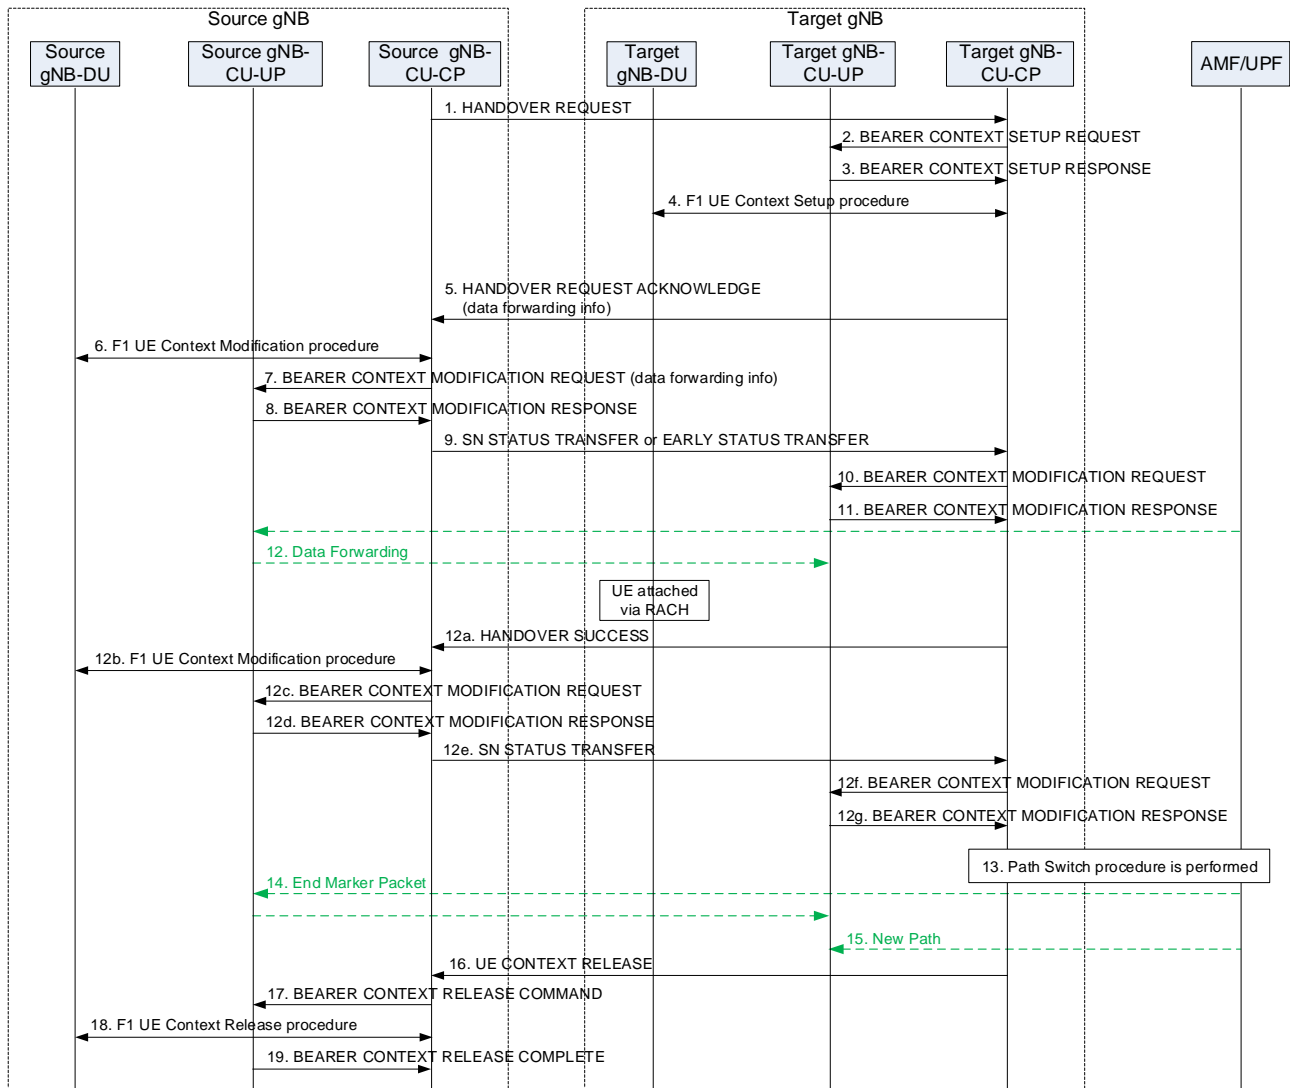 Source gNB
Target gNB
Source
gNB-DU
Source gNB-
CU-UP
Source gNB-
CU-CP
Target
gNB-DU
Target gNB-
CU-UP
Target gNB-
CU-CP
AMF/UPF
1. HANDOVER REQUEST
2. BEARER CONTEXT SETUP REQUEST
3. BEARER CONTEXT SETUP RESPONSE
4. F1 UE Context Setup procedure
5. HANDOVER REQUEST ACKNOWLEDGE
(data forwarding info)
6. F1 UE Context Modification procedure
7. BEARER CONTEXT MODIFICATION REQUEST (data forwarding info)
8. BEARER CONTEXT MODIFICATION RESPONSE
9. SN STATUS TRANSFER or EARLY STATUS TRANSFER
10. BEARER CONTEXT MODIFICATION REQUEST
11. BEARER CONTEXT MODIFICATION RESPONSE
12. Data Forwarding
UE attached
via RACH
12a. HANDOVER SUCCESS
12b. F1 UE Context Modification procedure
12c. BEARER CONTEXT MODIFICATION REQUEST
12d. BEARER CONTEXT MODIFICATION RESPONSE
12e. SN STATUS TRANSFER
12f. BEARER CONTEXT MODIFICATION REQUEST
12g. BEARER CONTEXT MODIFICATION RESPONSE
13. Path Switch procedure is performed
14. End Marker Packet
15. New Path
16. UE CONTEXT RELEASE
17. BEARER CONTEXT RELEASE COMMAND
18. F1 UE Context Release procedure
19. BEARER CONTEXT RELEASE COMPLETE